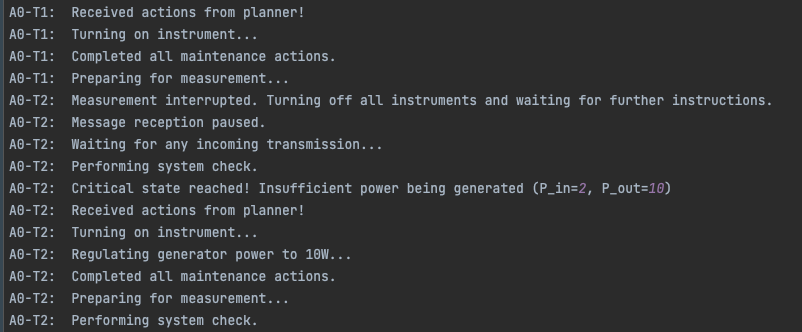 A0-T1:  Received actions from planner!
A0-T1:  Turning on instrument...
A0-T1:  Completed all maintenance actions.
A0-T1:  Preparing for measurement...
A0-T2:  Measurement interrupted. Turning off all instruments and waiting for further instructions.
A0-T2:  Message reception paused.
A0-T2:  Waiting for any incoming transmission...
A0-T2:  Performing system check.
A0-T2:  Critical state reached! Insufficient power being generated (P_in=2, P_out=10)
A0-T2:  Received actions from planner!
A0-T2:  Turning on instrument...
A0-T2:  Regulating generator power to 10W...
A0-T2:  Completed all maintenance actions.
A0-T2:  Preparing for measurement...
A0-T2:  Performing system check.